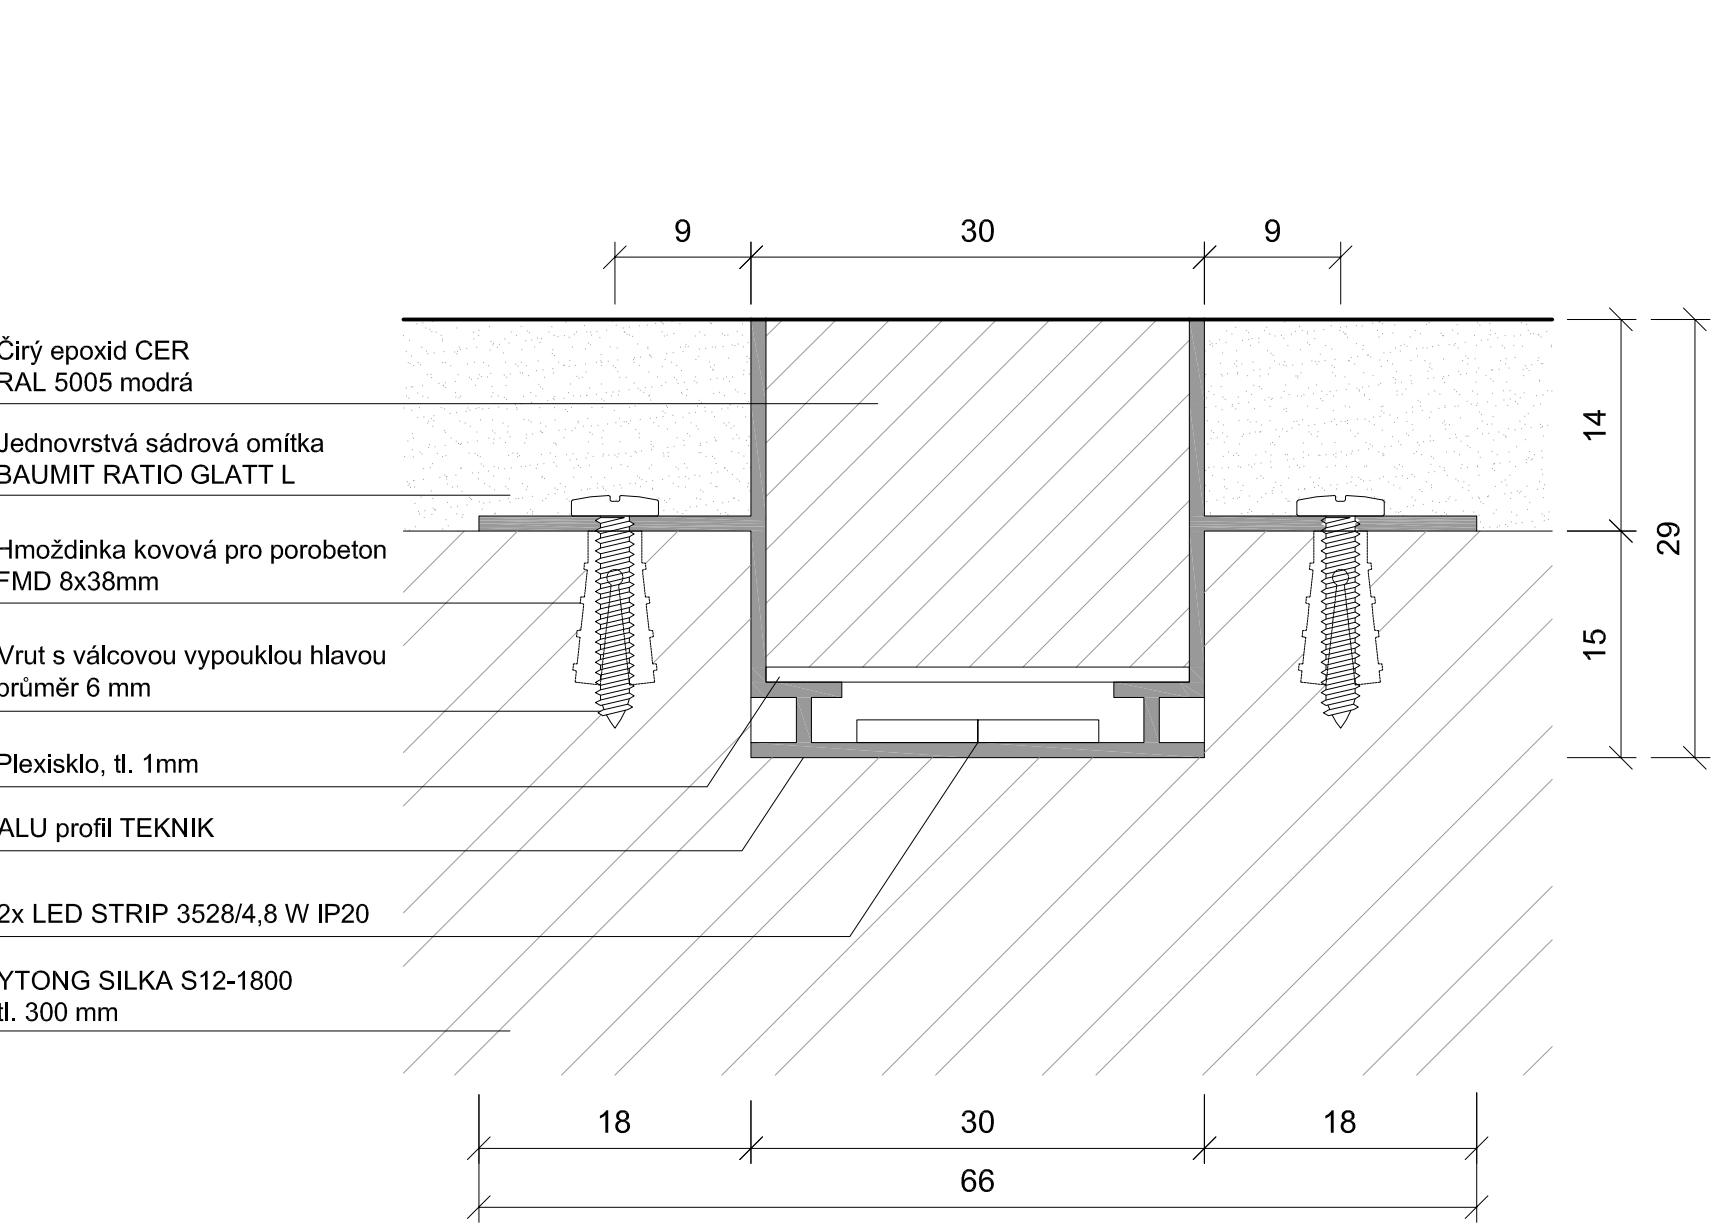 9
30
9
Čirý epoxid CER
RAL 5005 modrá
Jednovrstvá sádrová omítka
BAUMIT RATIO GLATT L
Hmoždinka kovová pro porobeton
FMD 8x38mm
Vrut s válcovou vypouklou hlavou
průměr 6 mm
Plexisklo, tl. 1mm
ALU profil TEKNIK
2x LED STRIP 3528/4,8 W IP20
YTONG SILKA S12-1800
tl. 300 mm
14
29
15
18
30
18
66